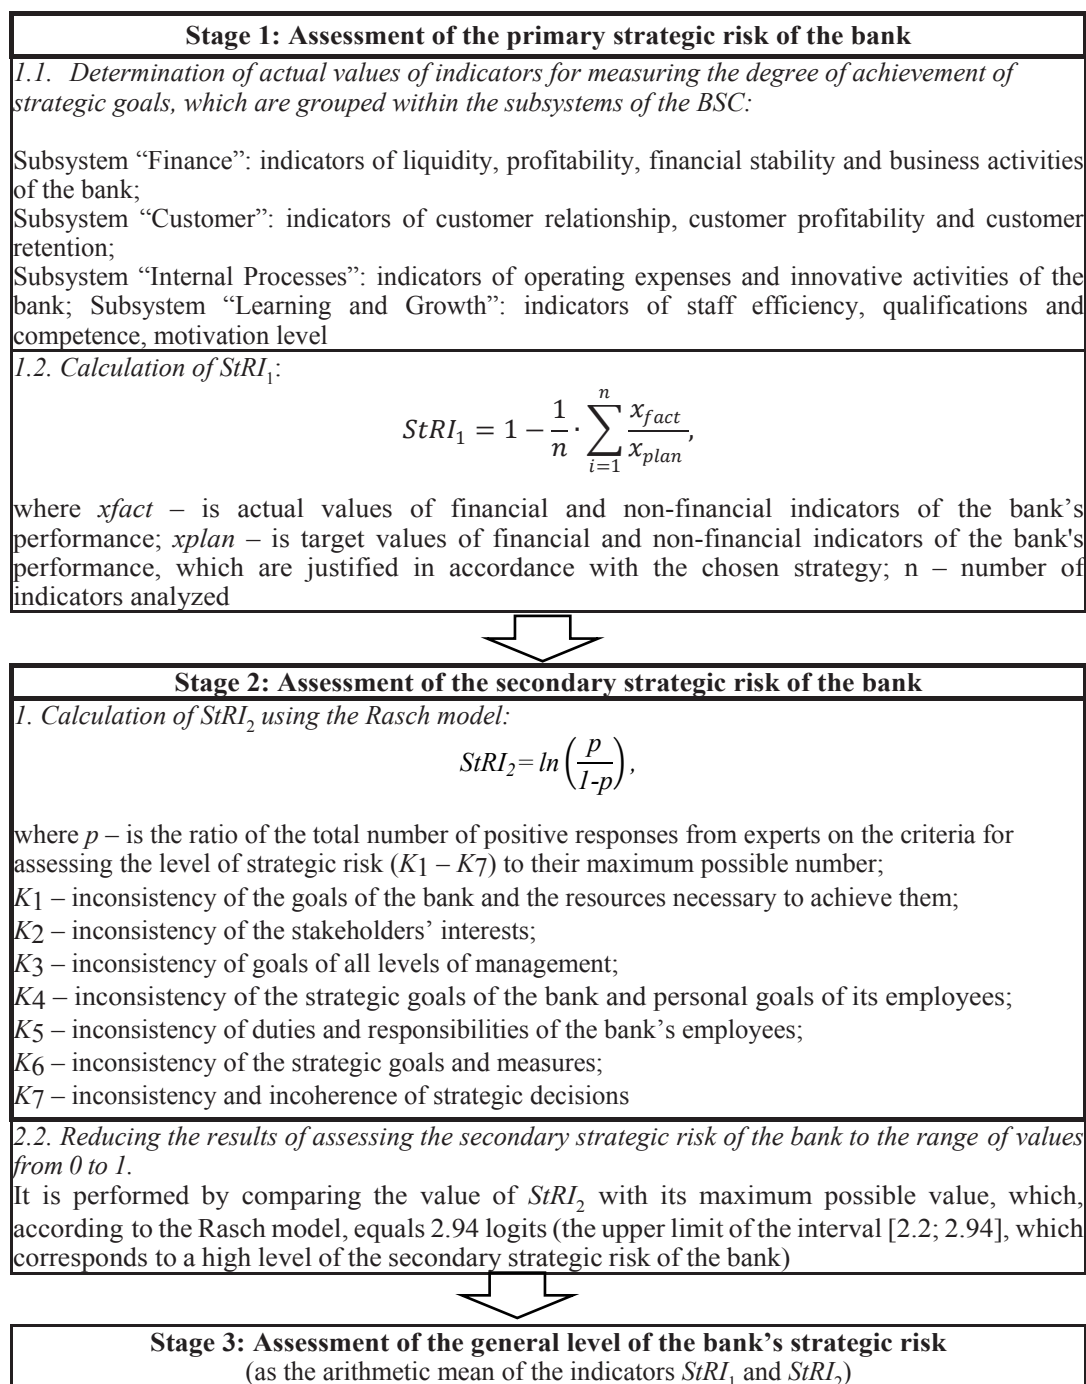 Stage 1: Assessment of the primary strategic risk of the bank
1.1. Determination of actual values of indicators for measuring the degree of achievement of
strategic goals, which are grouped within the subsystems of the BSC:
Subsystem “Finance”: indicators of liquidity, profitability, financial stability and business activities
of the bank;
Subsystem “Customer”: indicators of customer relationship, customer profitability and customer
retention;
Subsystem “Internal Processes”: indicators of operating expenses and innovative activities of the
bank; Subsystem “Learning and Growth”: indicators of staff efficiency, qualifications and
competence, motivation level
1.2. Calculation of StRI₁:
StRI₁ = 1 − 1/n · ∑ᵢ₌₁ⁿ x_fact/x_plan,
where xfact – is actual values of financial and non-financial indicators of the bank’s
performance; xplan – is target values of financial and non-financial indicators of the bank's
performance, which are justified in accordance with the chosen strategy; n – number of
indicators analyzed
Stage 2: Assessment of the secondary strategic risk of the bank
1. Calculation of StRI₂ using the Rasch model:
StRI₂= ln (p/1-p),
where p – is the ratio of the total number of positive responses from experts on the criteria for
assessing the level of strategic risk (K1 – K7) to their maximum possible number;
K1 – inconsistency of the goals of the bank and the resources necessary to achieve them;
K2 – inconsistency of the stakeholders’ interests;
K3 – inconsistency of goals of all levels of management;
K4 – inconsistency of the strategic goals of the bank and personal goals of its employees;
K5 – inconsistency of duties and responsibilities of the bank’s employees;
K6 – inconsistency of the strategic goals and measures;
K7 – inconsistency and incoherence of strategic decisions
2.2. Reducing the results of assessing the secondary strategic risk of the bank to the range of values
from 0 to 1.
It is performed by comparing the value of StRI₂ with its maximum possible value, which,
according to the Rasch model, equals 2.94 logits (the upper limit of the interval [2.2; 2.94], which
corresponds to a high level of the secondary strategic risk of the bank)
Stage 3: Assessment of the general level of the bank’s strategic risk
(as the arithmetic mean of the indicators StRI₁ and StRI₂)